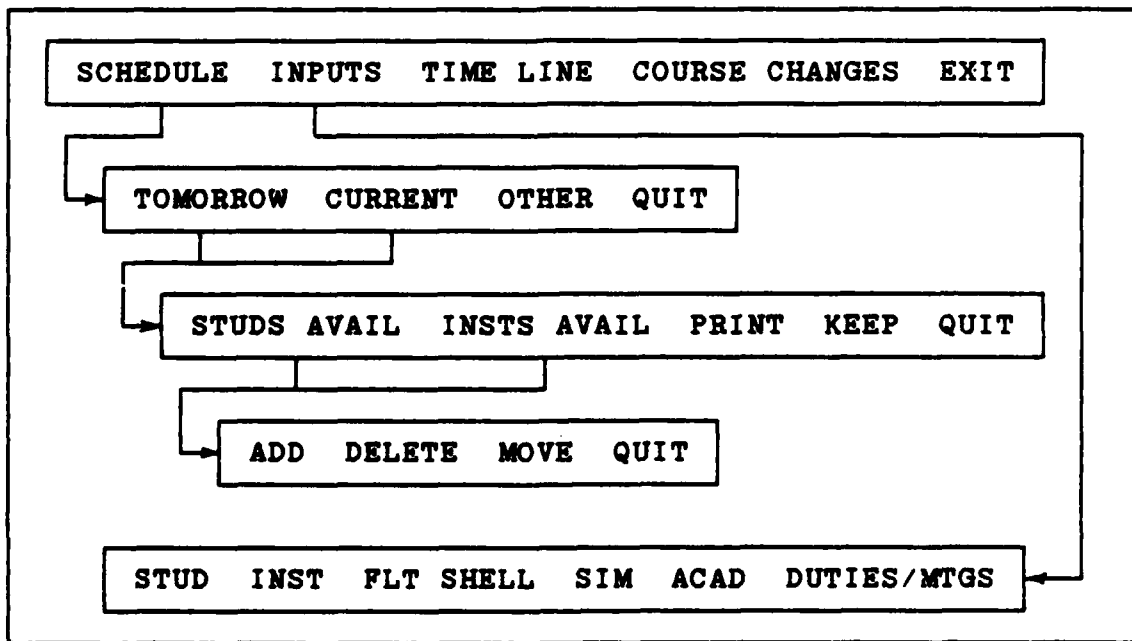 SCHEDULE INPUTS TIME LINE COURSE CHANGES EXIT
TOMORROW CURRENT OTHER QUIT
STUDS AVAIL INSTS AVAIL PRINT KEEP QUIT
ADD DELETE MOVE QUIT
STUD INST FLT SHELL SIM ACAD DUTIES/MTGS